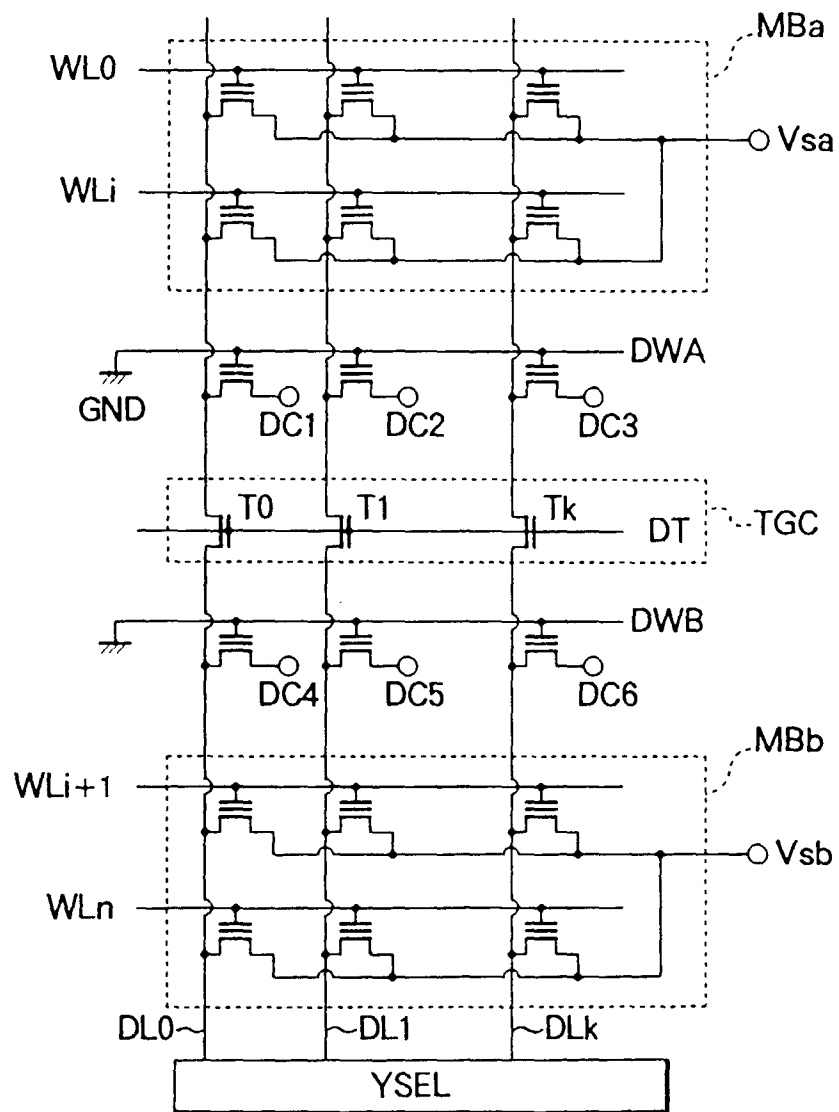 MBa
WL0
Vsa
WLi
DWA
GND
DC1 DC2 DC3
T0 T1 Tk
DT TGC
DWB
DC4 DC5 DC6
MBb
WLi+1
Vsb
WLn
DL0 DL1 DLk
YSEL